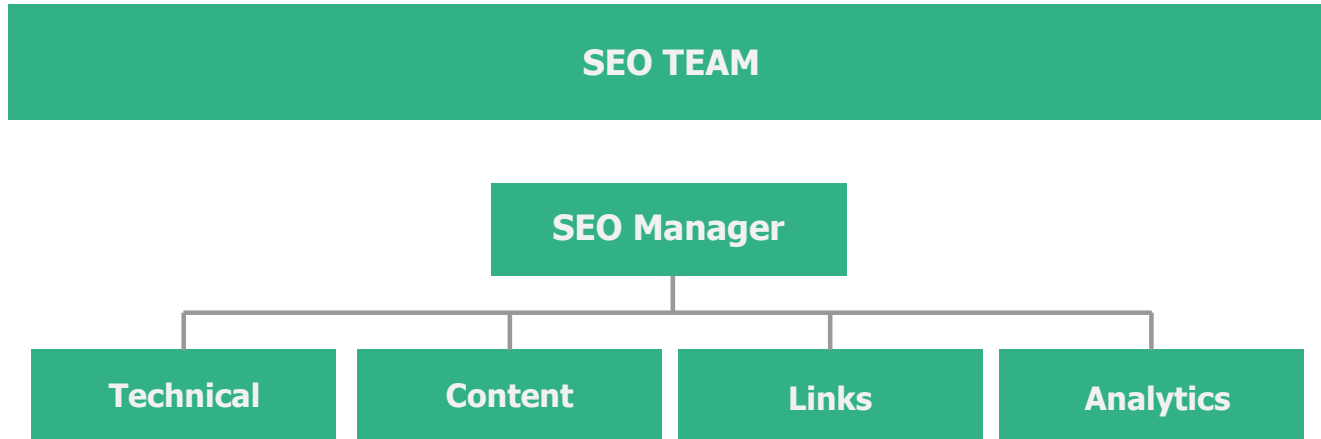 SEO TEAM
SEO Manager
Technical
Content
Links
Analytics